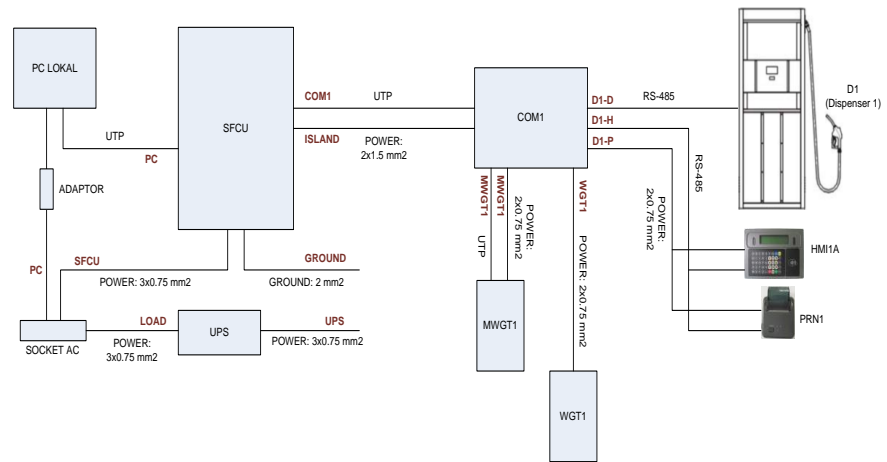 PC LOKAL
UTP
PC
ADAPTOR
PC
SFCU
SFCU
POWER: 3x0.75 mm2
GROUND
GROUND: 2 mm2
SOCKET AC
LOAD
POWER:
3x0.75 mm2
UPS
UPS
POWER: 3x0.75 mm2
COM1
UTP
ISLAND
POWER:
2x1.5 mm2
COM1
D1-D
RS-485
D1-H
D1-P
RS-485
POWER:
2x0.75 mm2
D1
(Dispenser 1)
HMI1A
PRN1
MWGT1
UTP
MWGT1
POWER:
2x0.75 mm2
WGT1
POWER: 2x0.75 mm2
MWGT1
WGT1